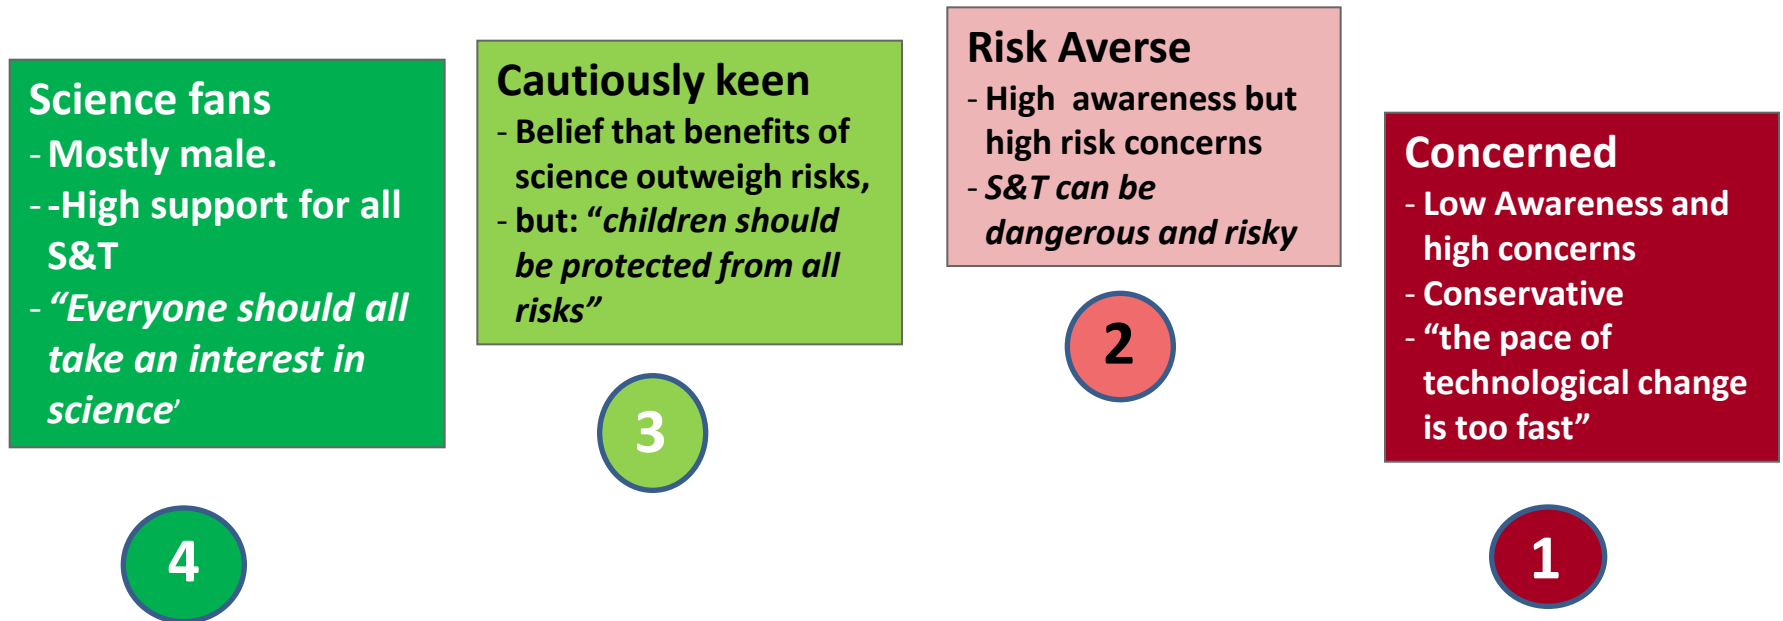 Science fans
- Mostly male.
- -High support for all
S&T
- “Everyone should all
take an interest in
science’
4
Cautiously keen
- Belief that benefits of
science outweigh risks,
- but: “children should
be protected from all
risks”
3
Risk Averse
- High awareness but
high risk concerns
- S&T can be
dangerous and risky
2
Concerned
- Low Awareness and
high concerns
- Conservative
- “the pace of
technological change
is too fast”
1